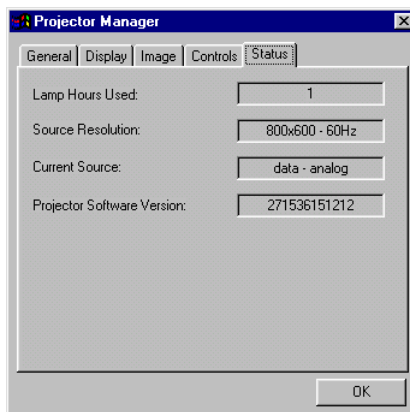 Projector Manager
General Display Image Controls Status
Lamp Hours Used: 1
Source Resolution: 800x600 - 60Hz
Current Source: data - analog
Projector Software Version: 271536151212
OK